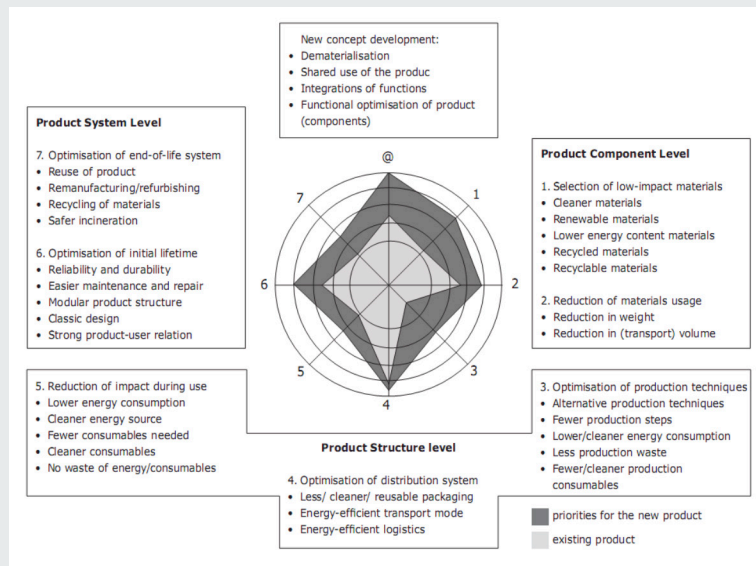 New concept development:
• Dematerialisation
• Shared use of the produc
• Integrations of functions
• Functional optimisation of product
(components)
Product System Level
7. Optimisation of end-of-life system
• Reuse of product
• Remanufacturing/refurbishing
• Recycling of materials
• Safer incineration
6. Optimisation of initial lifetime
• Reliability and durability
• Easier maintenance and repair
• Modular product structure
• Classic design
• Strong product-user relation
5. Reduction of impact during use
• Lower energy consumption
• Cleaner energy source
• Fewer consumables needed
• Cleaner consumables
• No waste of energy/consumables
@
1
2
3
4
5
6
7
Product Component Level
1. Selection of low-impact materials
• Cleaner materials
• Renewable materials
• Lower energy content materials
• Recycled materials
• Recyclable materials
2. Reduction of materials usage
• Reduction in weight
• Reduction in (transport) volume
3. Optimisation of production techniques
• Alternative production techniques
• Fewer production steps
• Lower/cleaner energy consumption
• Less production waste
• Fewer/cleaner production
consumables
Product Structure level
4. Optimisation of distribution system
• Less/ cleaner/ reusable packaging
• Energy-efficient transport mode
• Energy-efficient logistics
priorities for the new product
existing product